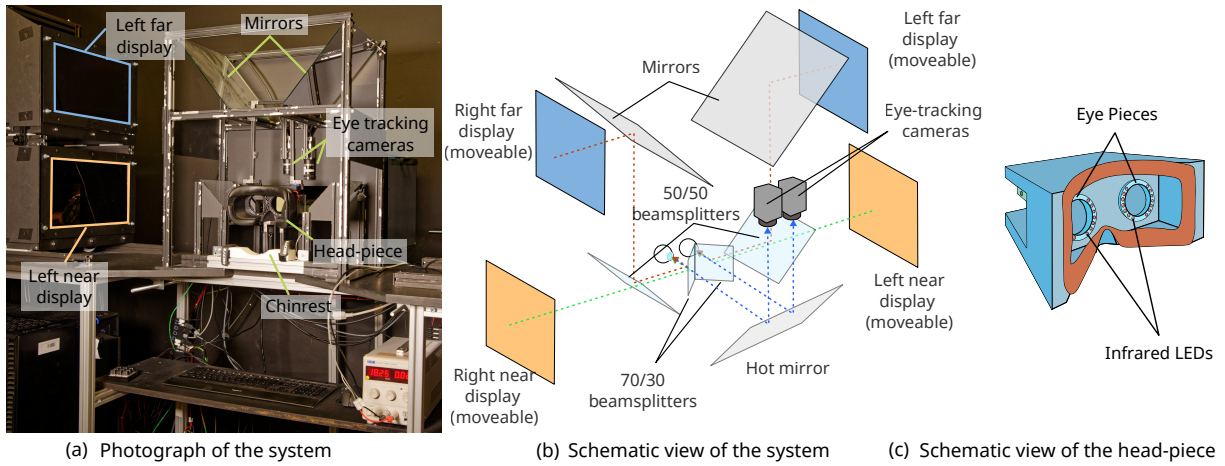 Left far
display
Mirrors
Eye tracking
cameras
Head-piece
Left near
display
Chinrest
(a) Photograph of the system
Left far
display
(moveable)
Mirrors
Right far
display
(moveable)
Eye-tracking
cameras
50/50
beamsplitters
Left near
display
(moveable)
Hot mirror
70/30
beamsplitters
Right near
display
(moveable)
(b) Schematic view of the system
Eye Pieces
Infrared LEDs
(c) Schematic view of the head-piece